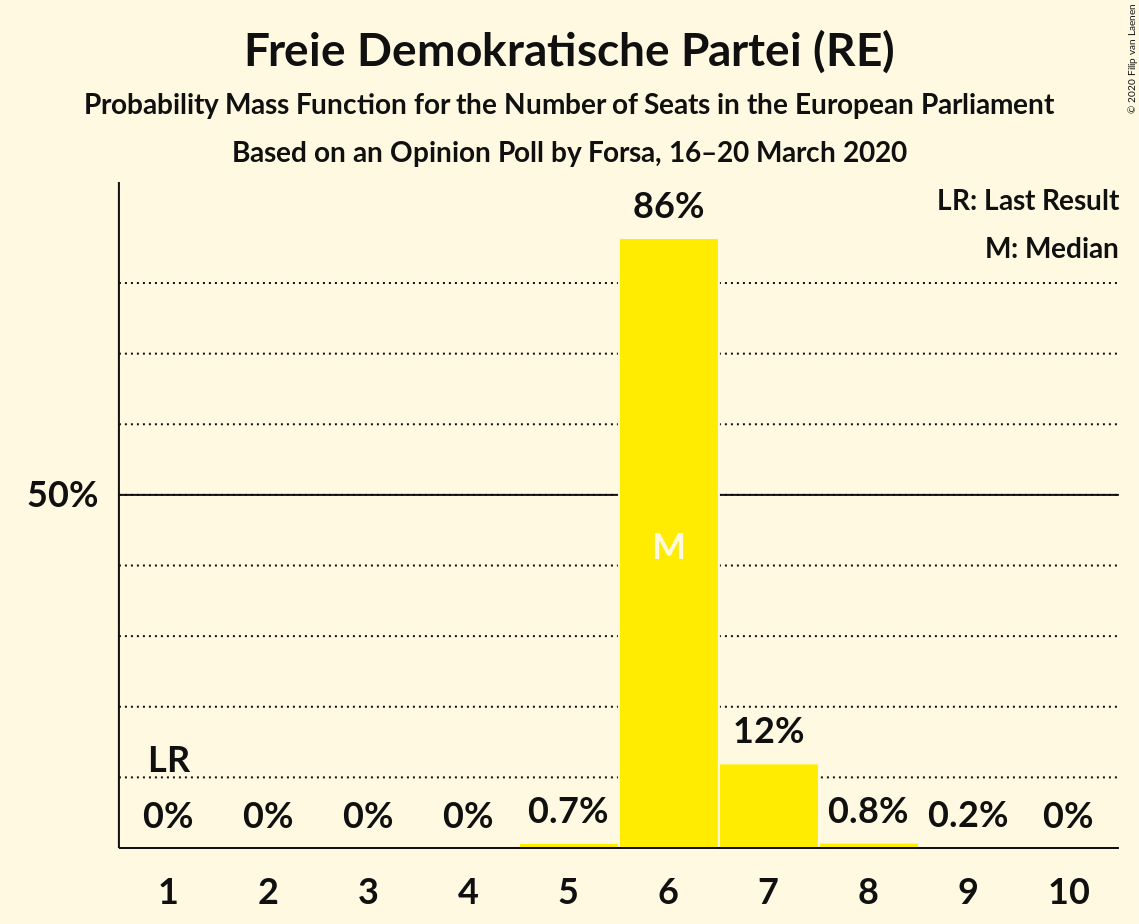 Freie Demokratische Partei (RE)
Probability Mass Function for the Number of Seats in the European Parliament
Based on an Opinion Poll by Forsa, 16–20 March 2020
© 2020 Filip van Laenen
LR: Last Result
M: Median
86%
50%
M
12%
LR
0% 0% 0% 0% 0.7% 0.8% 0.2% 0%
1 2 3 4 5 6 7 8 9 10